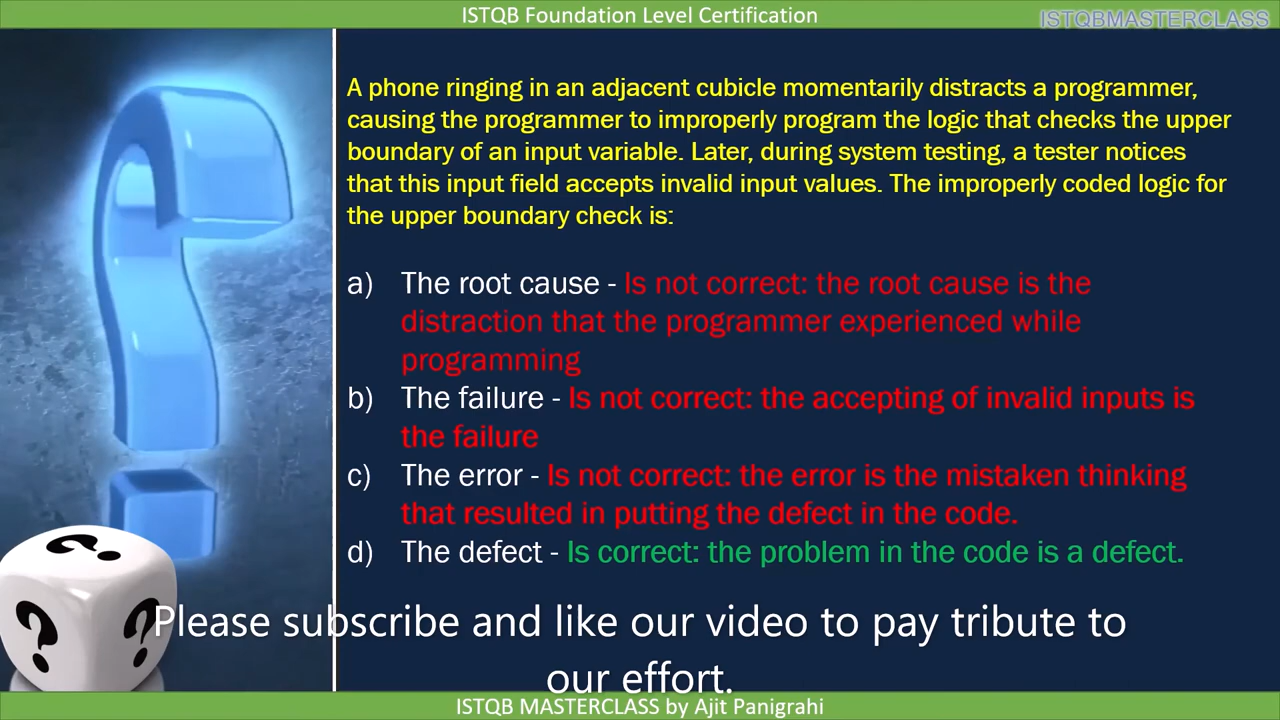 ISTQB Foundation Level Certification
ISTQBMASTERCLASS
A phone ringing in an adjacent cubicle momentarily distracts a programmer,
causing the programmer to improperly program the logic that checks the upper
boundary of an input variable. Later, during system testing, a tester notices
that this input field accepts invalid input values. The improperly coded logic for
the upper boundary check is:
a) The root cause - Is not correct: the root cause is the
distraction that the programmer experienced while
programming
b) The failure - Is not correct: the accepting of invalid inputs is
the failure
c) The error - Is not correct: the error is the mistaken thinking
that resulted in putting the defect in the code.
d) The defect - Is correct: the problem in the code is a defect.
Please subscribe and like our video to pay tribute to
our effort.
ISTQB MASTERCLASS by Ajit Panigrahi